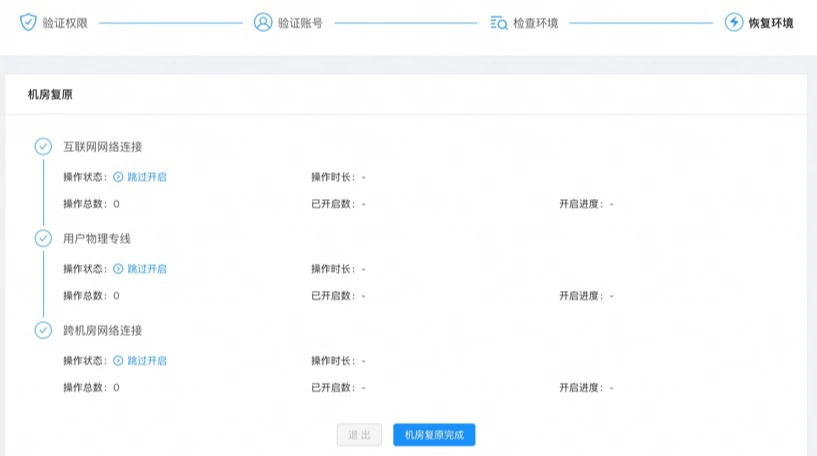 验证权限 验证账号 检查环境 恢复环境
机房复原
互联网网络连接
操作状态： 跳过开启 操作时长： -
操作总数： 0 已开启数： - 开启进度： -
用户物理专线
操作状态： 跳过开启 操作时长： -
操作总数： 0 已开启数： - 开启进度： -
跨机房网络连接
操作状态： 跳过开启 操作时长： -
操作总数： 0 已开启数： - 开启进度： -
退出 机房复原完成